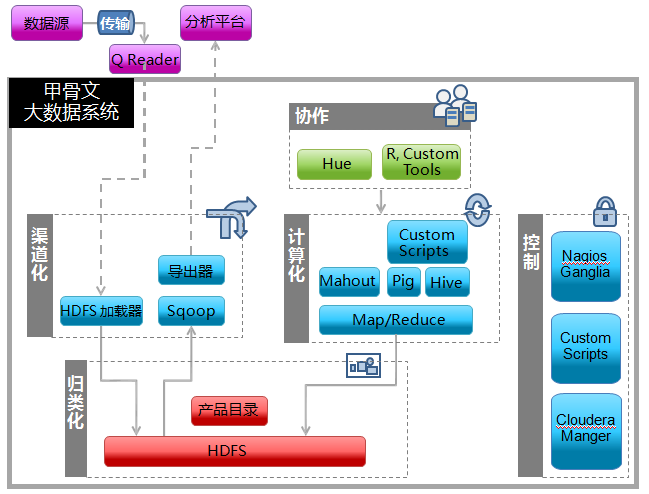 数据源
传输
分析平台
Q Reader
甲骨文
大数据系统
协作
Hue
R, Custom
Tools
渠道化
导出器
HDFS 加载器
Sqoop
计算化
Custom
Scripts
Mahout
Pig
Hive
Map/Reduce
控制
Nagios
Ganglia
Custom
Scripts
Cloudera
Manger
归类化
产品目录
HDFS